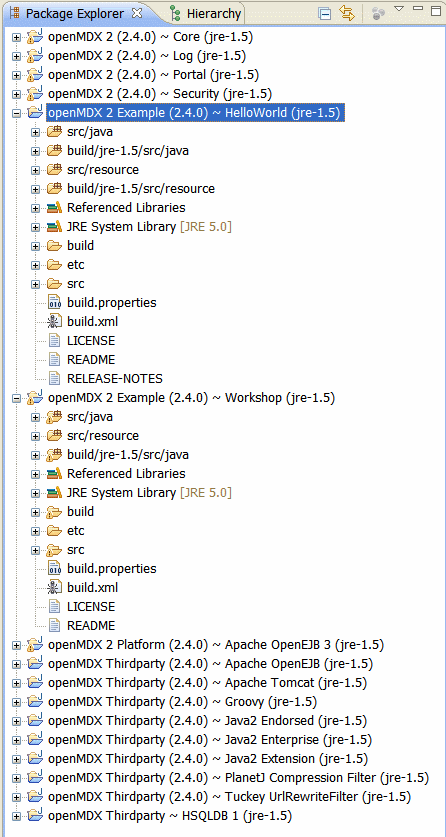 Package Explorer Hierarchy
openMDX 2 (2.4.0) ~ Core (jre-1.5)
openMDX 2 (2.4.0) ~ Log (jre-1.5)
openMDX 2 (2.4.0) ~ Portal (jre-1.5)
openMDX 2 (2.4.0) ~ Security (jre-1.5)
openMDX 2 Example (2.4.0) ~ HelloWorld (jre-1.5)
src/java
build/jre-1.5/src/java
src/resource
build/jre-1.5/src/resource
Referenced Libraries
JRE System Library [JRE 5.0]
build
etc
src
build.properties
build.xml
LICENSE
README
RELEASE-NOTES
openMDX 2 Example (2.4.0) ~ Workshop (jre-1.5)
src/java
src/resource
build/jre-1.5/src/java
Referenced Libraries
JRE System Library [JRE 5.0]
build
etc
src
build.properties
build.xml
LICENSE
README
openMDX 2 Platform (2.4.0) ~ Apache OpenEJB 3 (jre-1.5)
openMDX Thirdparty (2.4.0) ~ Apache OpenEJB (jre-1.5)
openMDX Thirdparty (2.4.0) ~ Apache Tomcat (jre-1.5)
openMDX Thirdparty (2.4.0) ~ Groovy (jre-1.5)
openMDX Thirdparty (2.4.0) ~ Java2 Endorsed (jre-1.5)
openMDX Thirdparty (2.4.0) ~ Java2 Enterprise (jre-1.5)
openMDX Thirdparty (2.4.0) ~ Java2 Extension (jre-1.5)
openMDX Thirdparty (2.4.0) ~ PlanetJ Compression Filter (jre-1.5)
openMDX Thirdparty (2.4.0) ~ Tuckey UrlRewriteFilter (jre-1.5)
openMDX Thirdparty ~ HSQLDB 1 (jre-1.5)